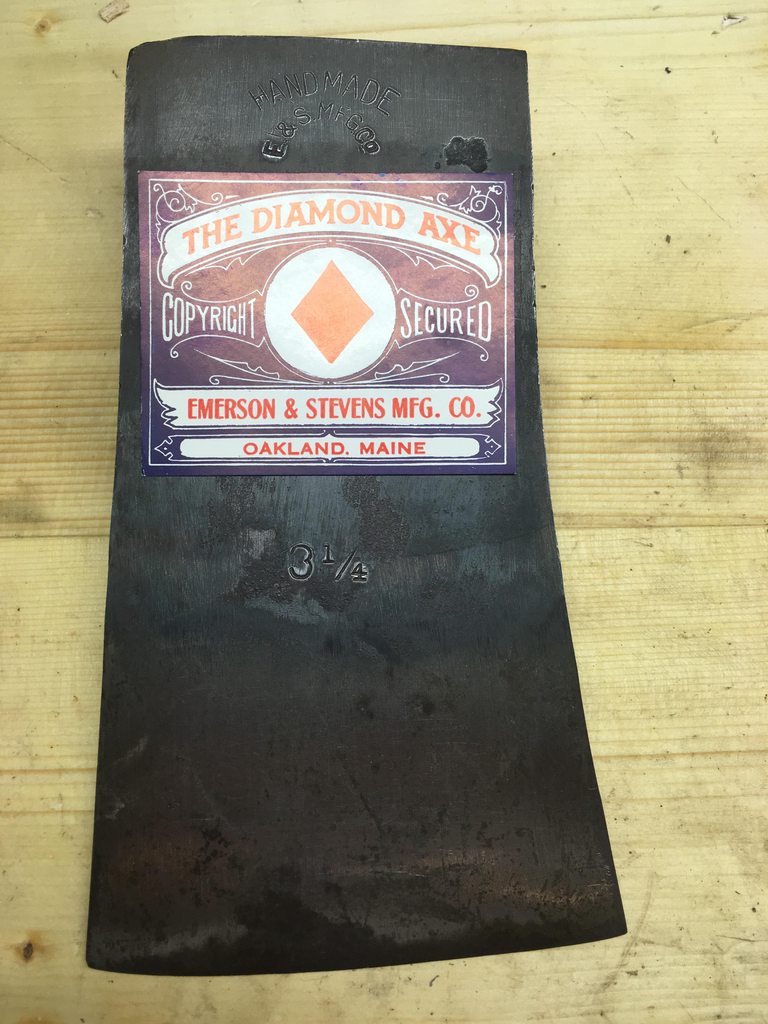 HANDMADE
E. & S. MFG Co
THE DIAMOND AXE
COPYRIGHT SECURED
EMERSON & STEVENS MFG. CO.
OAKLAND. MAINE
3 1/4